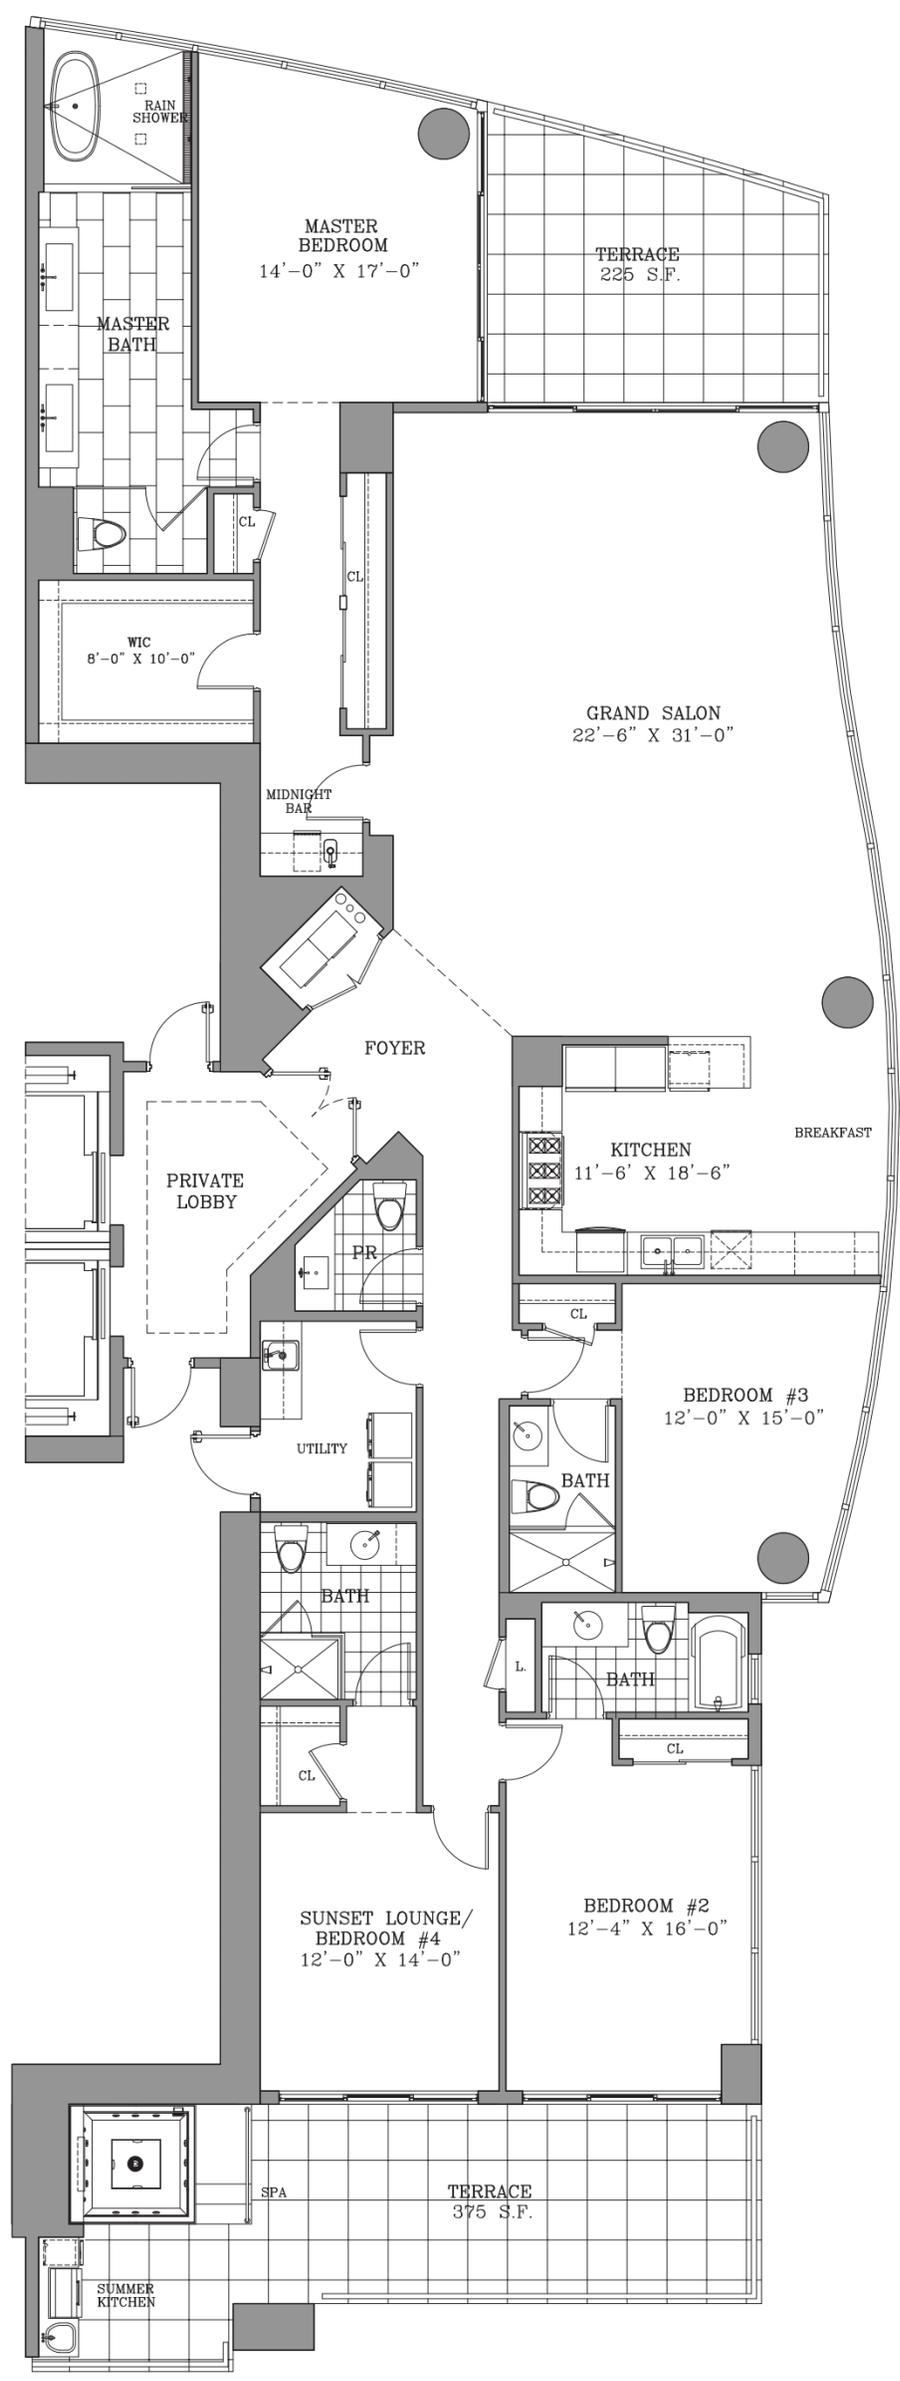 RAIN
SHOWER
MASTER
BEDROOM
14'-0" X 17'-0"
TERRACE
225 S.F.
MASTER
BATH
CL
CL
WIC
8'-0" X 10'-0"
GRAND SALON
22'-6" X 31'-0"
MIDNIGHT
BAR
FOYER
BREAKFAST
KITCHEN
11'-6' X 18'-6"
PRIVATE
LOBBY
PR
CL
BEDROOM #3
12'-0" X 15'-0"
UTILITY
BATH
BATH
L.
BATH
CL
CL
BEDROOM #2
12'-4" X 16'-0"
SUNSET LOUNGE/
BEDROOM #4
12'-0" X 14'-0"
SPA
TERRACE
375 S.F.
SUMMER
KITCHEN